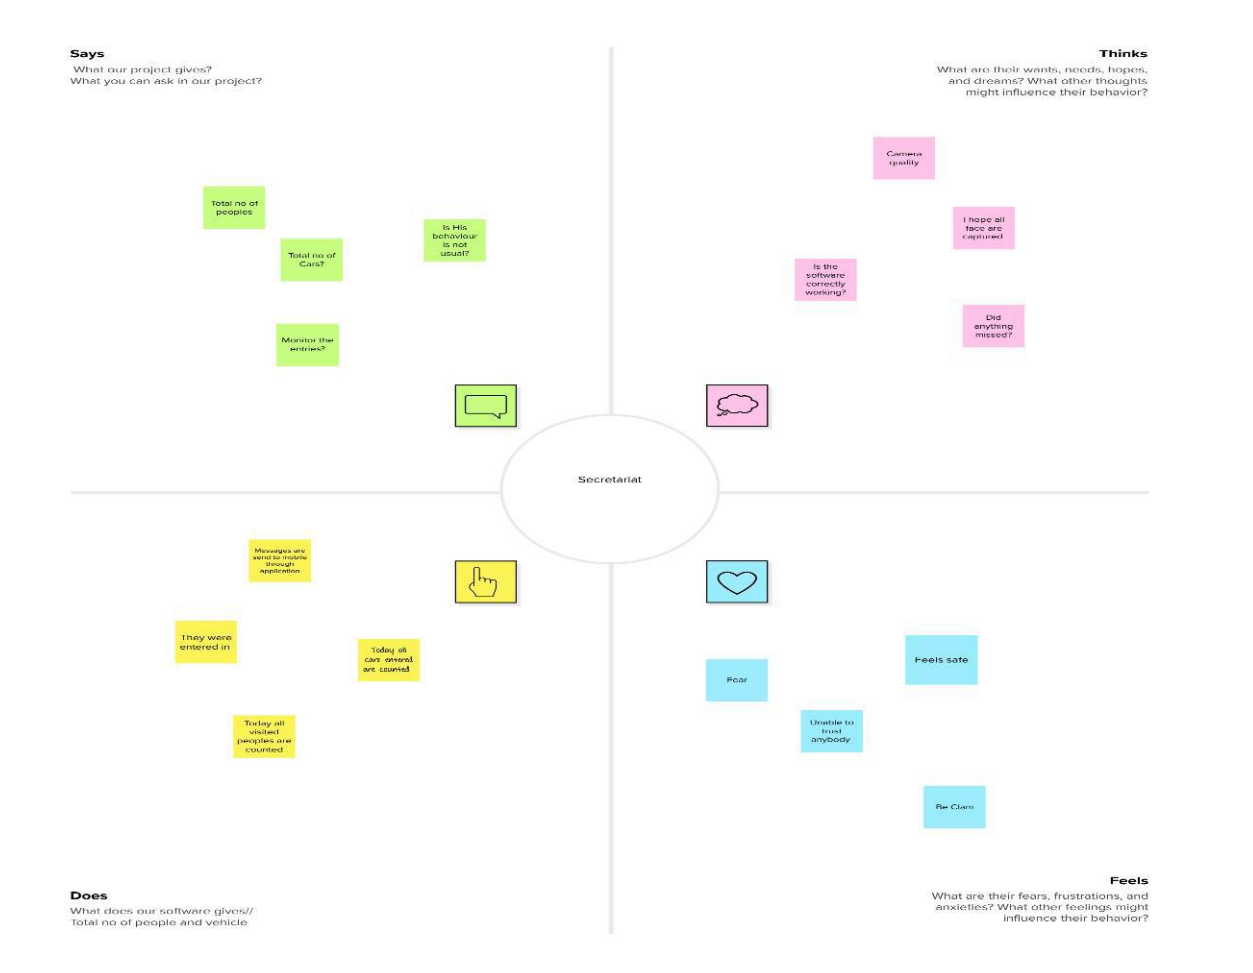 Says
What our project gives?
What you can ask in our project?
Thinks
What are their wants, needs, hopes,
and dreams? What other thoughts
might influence their behavior?
Total no of
peoples
Total no of
Cars?
Is His
behaviour
is not
usual?
Monitor the
entries?
Camera
quality
I hope all
face are
captured
Is the
software
correctly
working?
Did
anything
missed?
Secretariat
Messages are
send to mobile
through
application
They were
entered in
Today all
cars entered
are counted
Today all
visited
peoples are
counted
Feels safe
Fear
Unable to
trust
anybody
Be Clam
Does
What does our software gives//
Total no of people and vehicle
Feels
What are their fears, frustrations, and
anxieties? What other feelings might
influence their behavior?